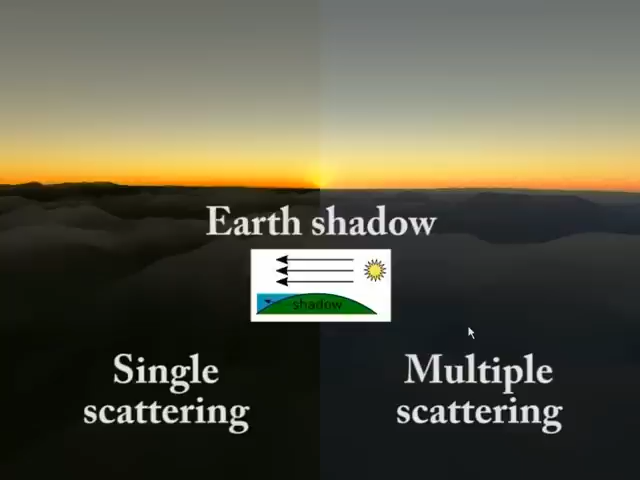 Earth shadow
shadow
Single
scattering
Multiple
scattering